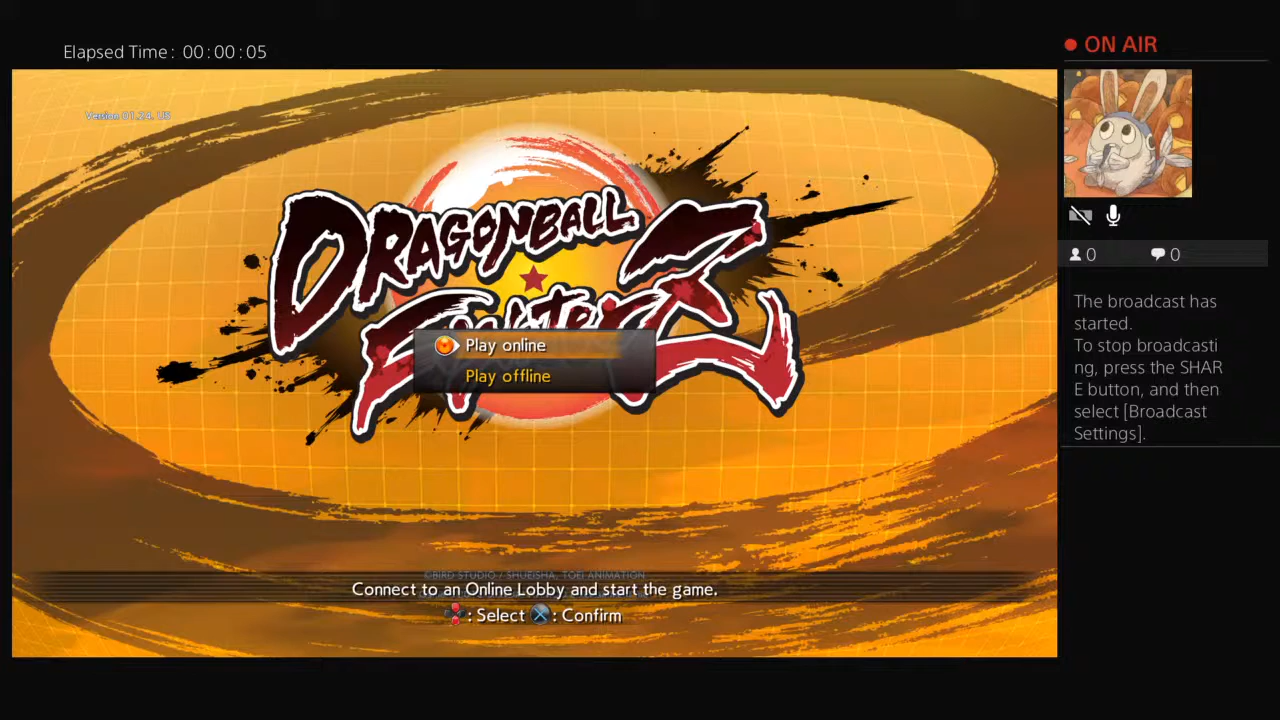 Elapsed Time: 00:00:05
ON AIR
Version 01.24. US
DRAGONBALL
FighterZ
Play online
Play offline
0
0
The broadcast has
started.
To stop broadcasti
ng, press the SHAR
E button, and then
select [Broadcast
Settings].
©BIRD STUDIO / SHUEISHA, TOEI ANIMATION
Connect to an Online Lobby and start the game.
: Select : Confirm